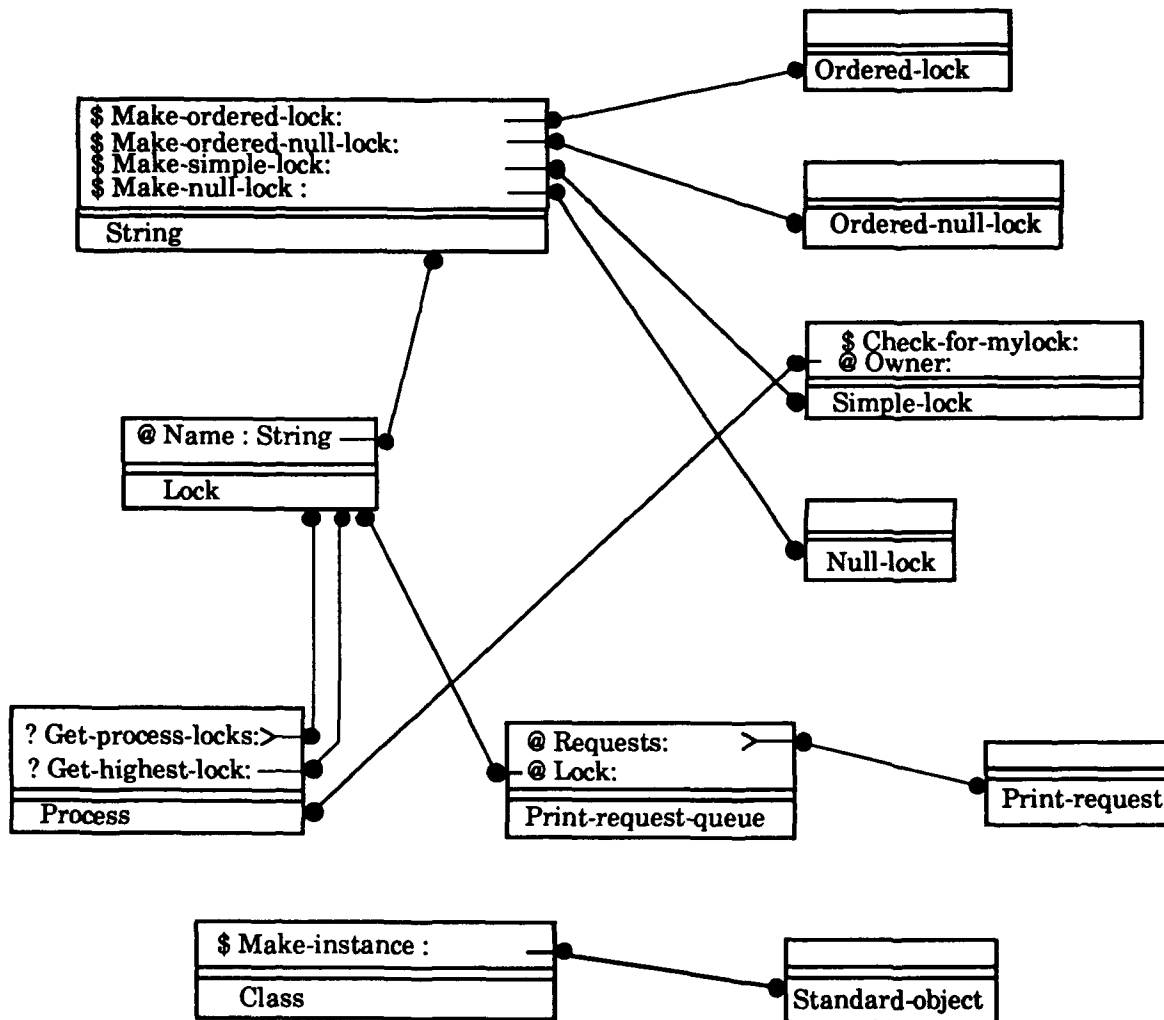 Ordered-lock
$ Make-ordered-lock:
$ Make-ordered-null-lock:
$ Make-simple-lock:
$ Make-null-lock :
String
Ordered-null-lock
$ Check-for-mylock:
@ Owner:
Simple-lock
@ Name : String
Lock
Null-lock
? Get-process-locks:
? Get-highest-lock:
Process
@ Requests:
@ Lock:
Print-request-queue
Print-request
$ Make-instance :
Class
Standard-object